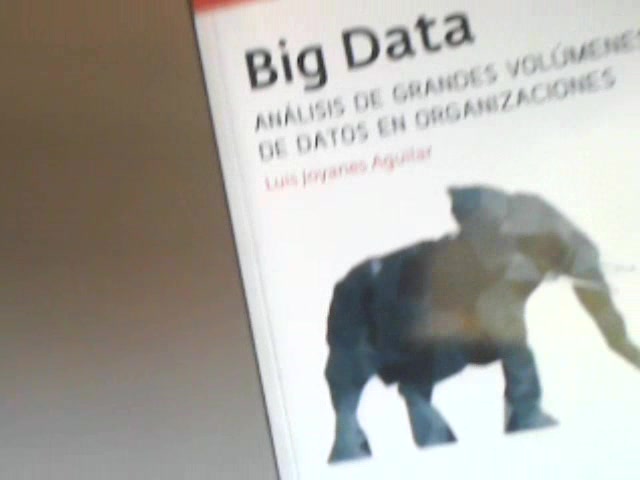 Big Data
ANÁLISIS DE GRANDES VOLÚMENES
DE DATOS EN ORGANIZACIONES
Luis Joyanes Aguilar